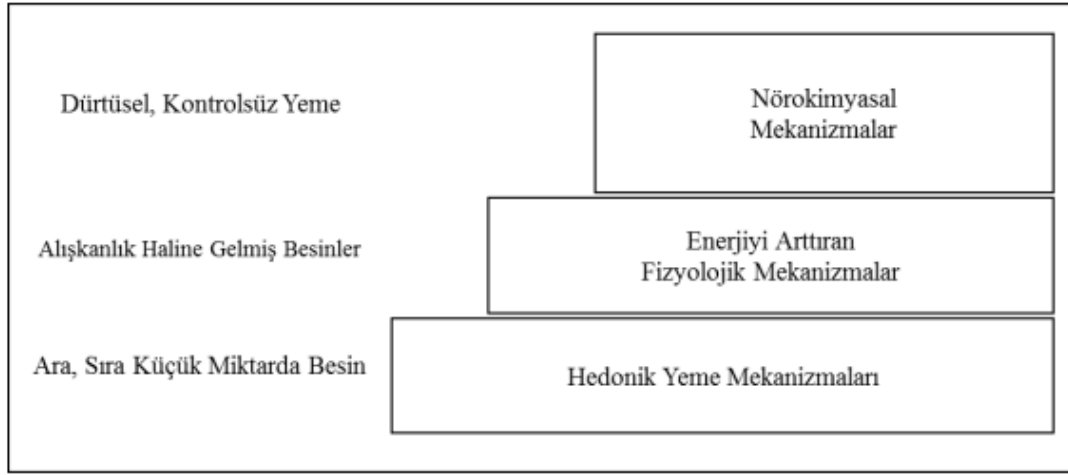 Dürtüsel, Kontrolsüz Yeme
Nörokimyasal
Mekanizmalar
Alışkanlık Haline Gelmiş Besinler
Enerjiyi Arttıran
Fizyolojik Mekanizmalar
Ara, Sıra Küçük Miktarda Besin
Hedonik Yeme Mekanizmaları